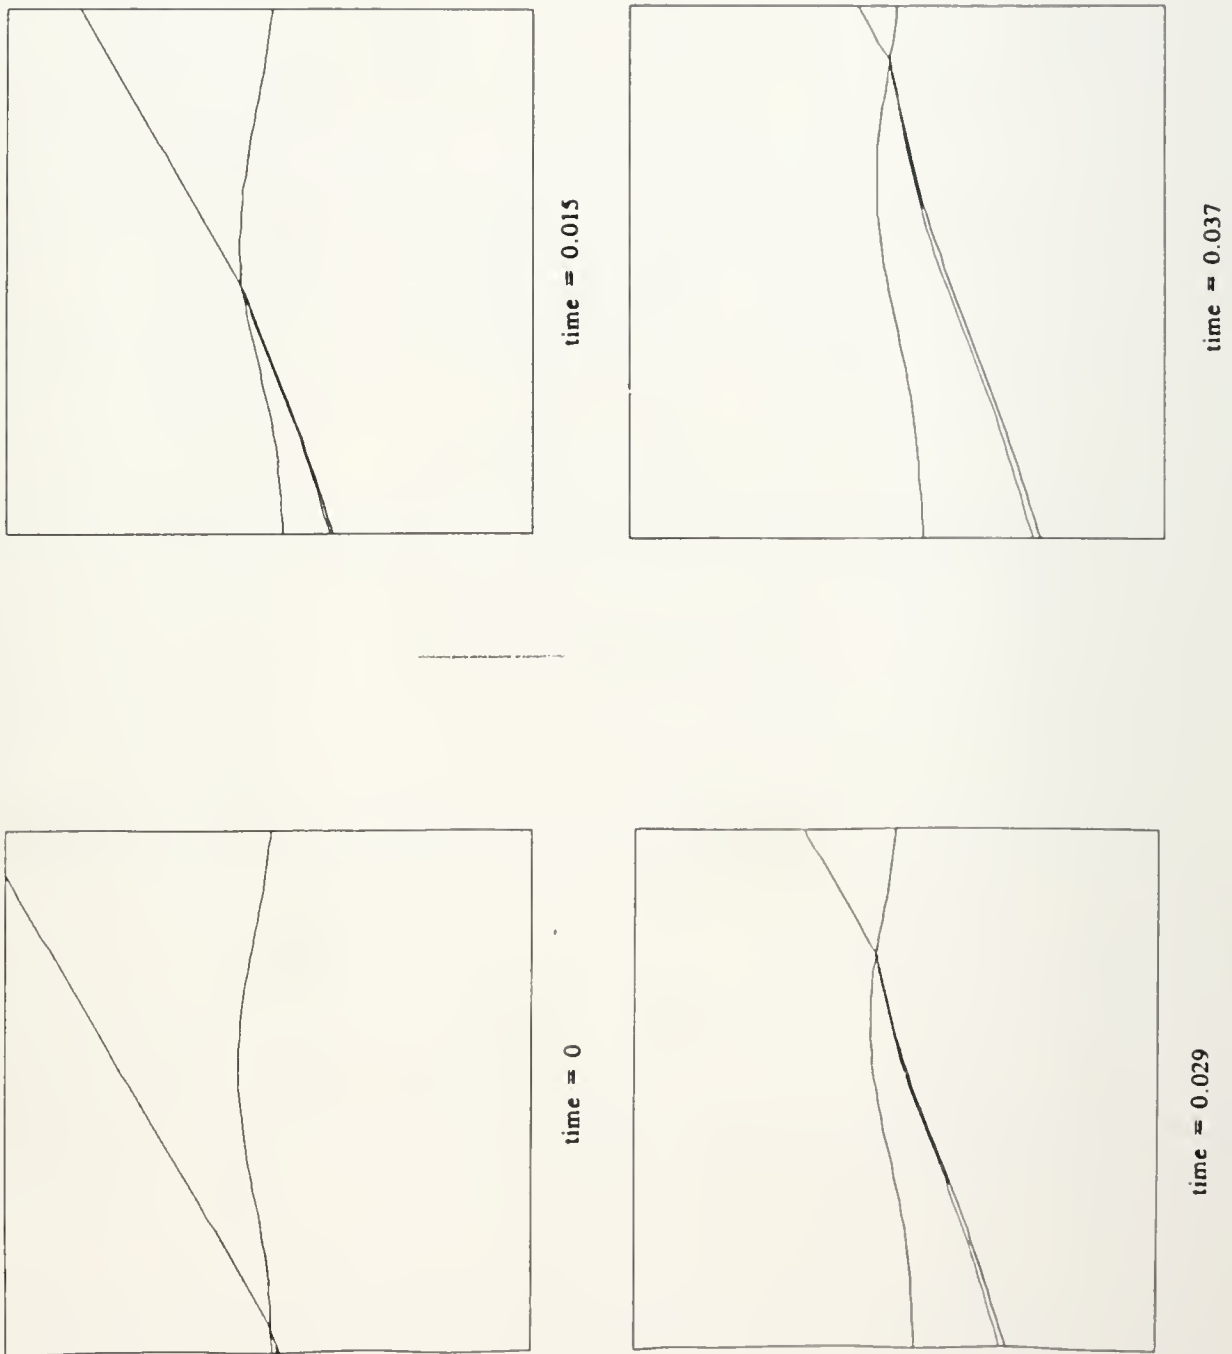 time = 0
time = 0.015
time = 0.029
time = 0.037